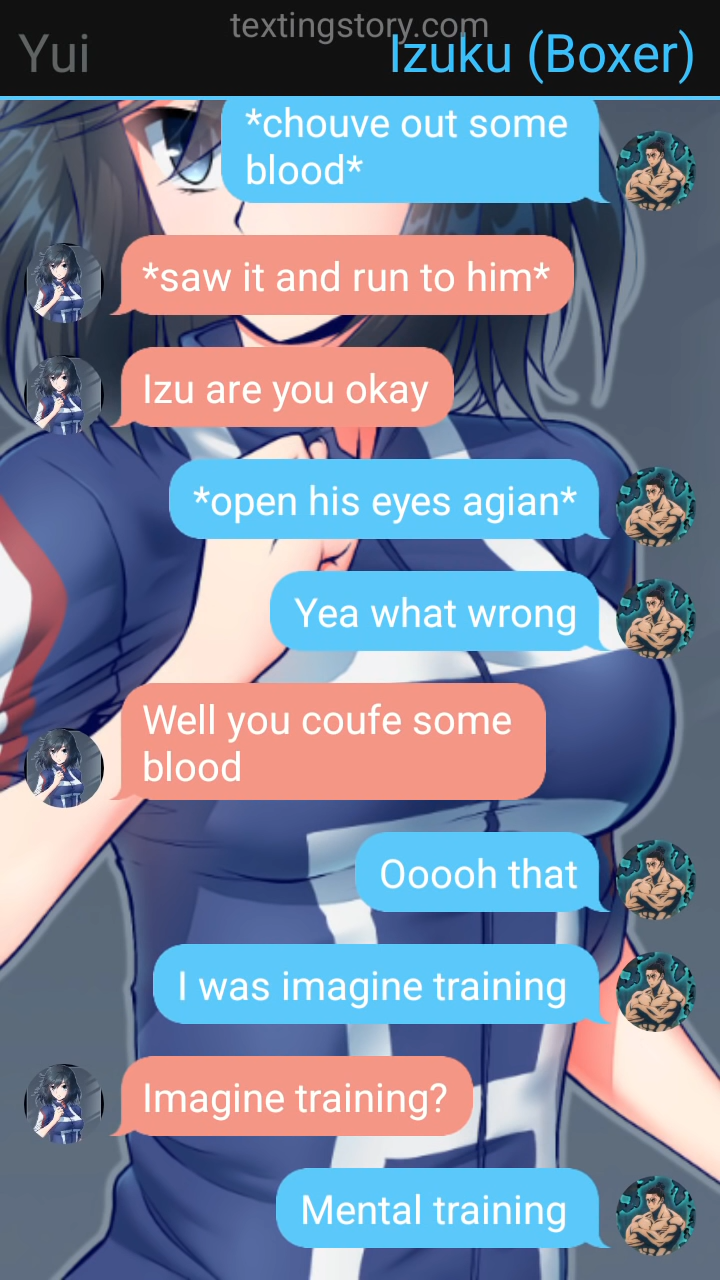 textingstory.com
Yui
Izuku (Boxer)
*chouve out some
blood*
*saw it and run to him*
Izu are you okay
*open his eyes agian*
Yea what wrong
Well you coufe some
blood
Ooooh that
I was imagine training
Imagine training?
Mental training